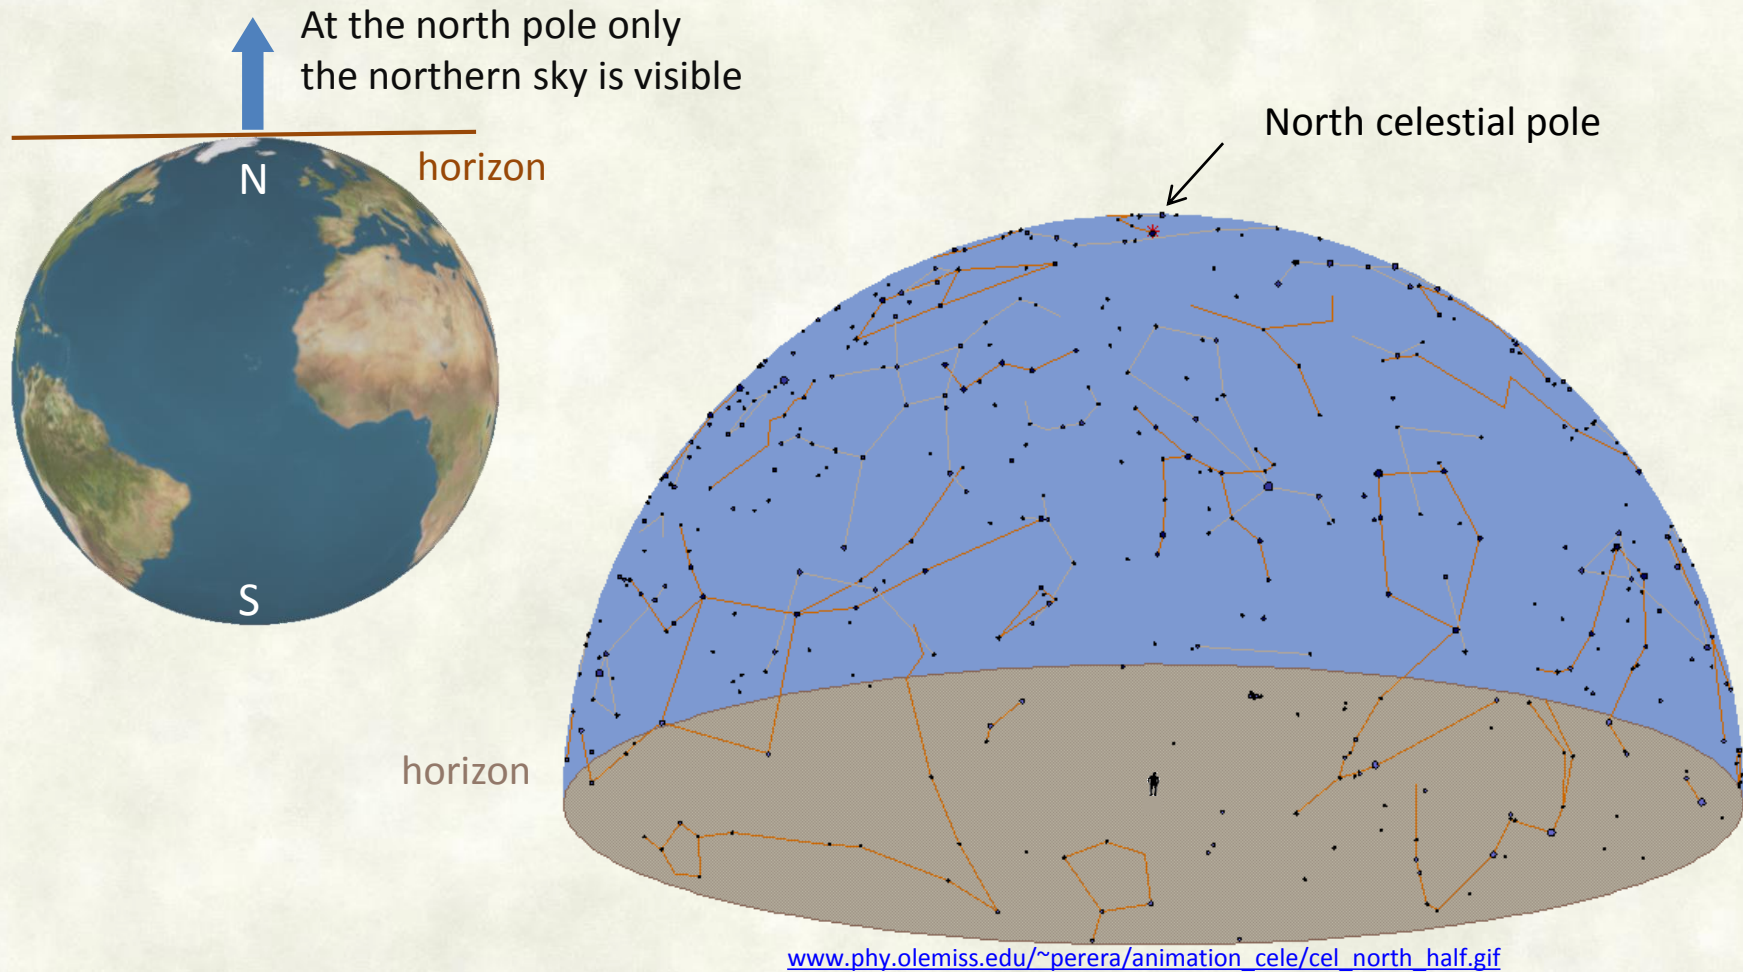 At the north pole only
the northern sky is visible
North celestial pole
horizon
N
S
horizon
www.phy.olemiss.edu/~perera/animation_cele/cel_north_half.gif